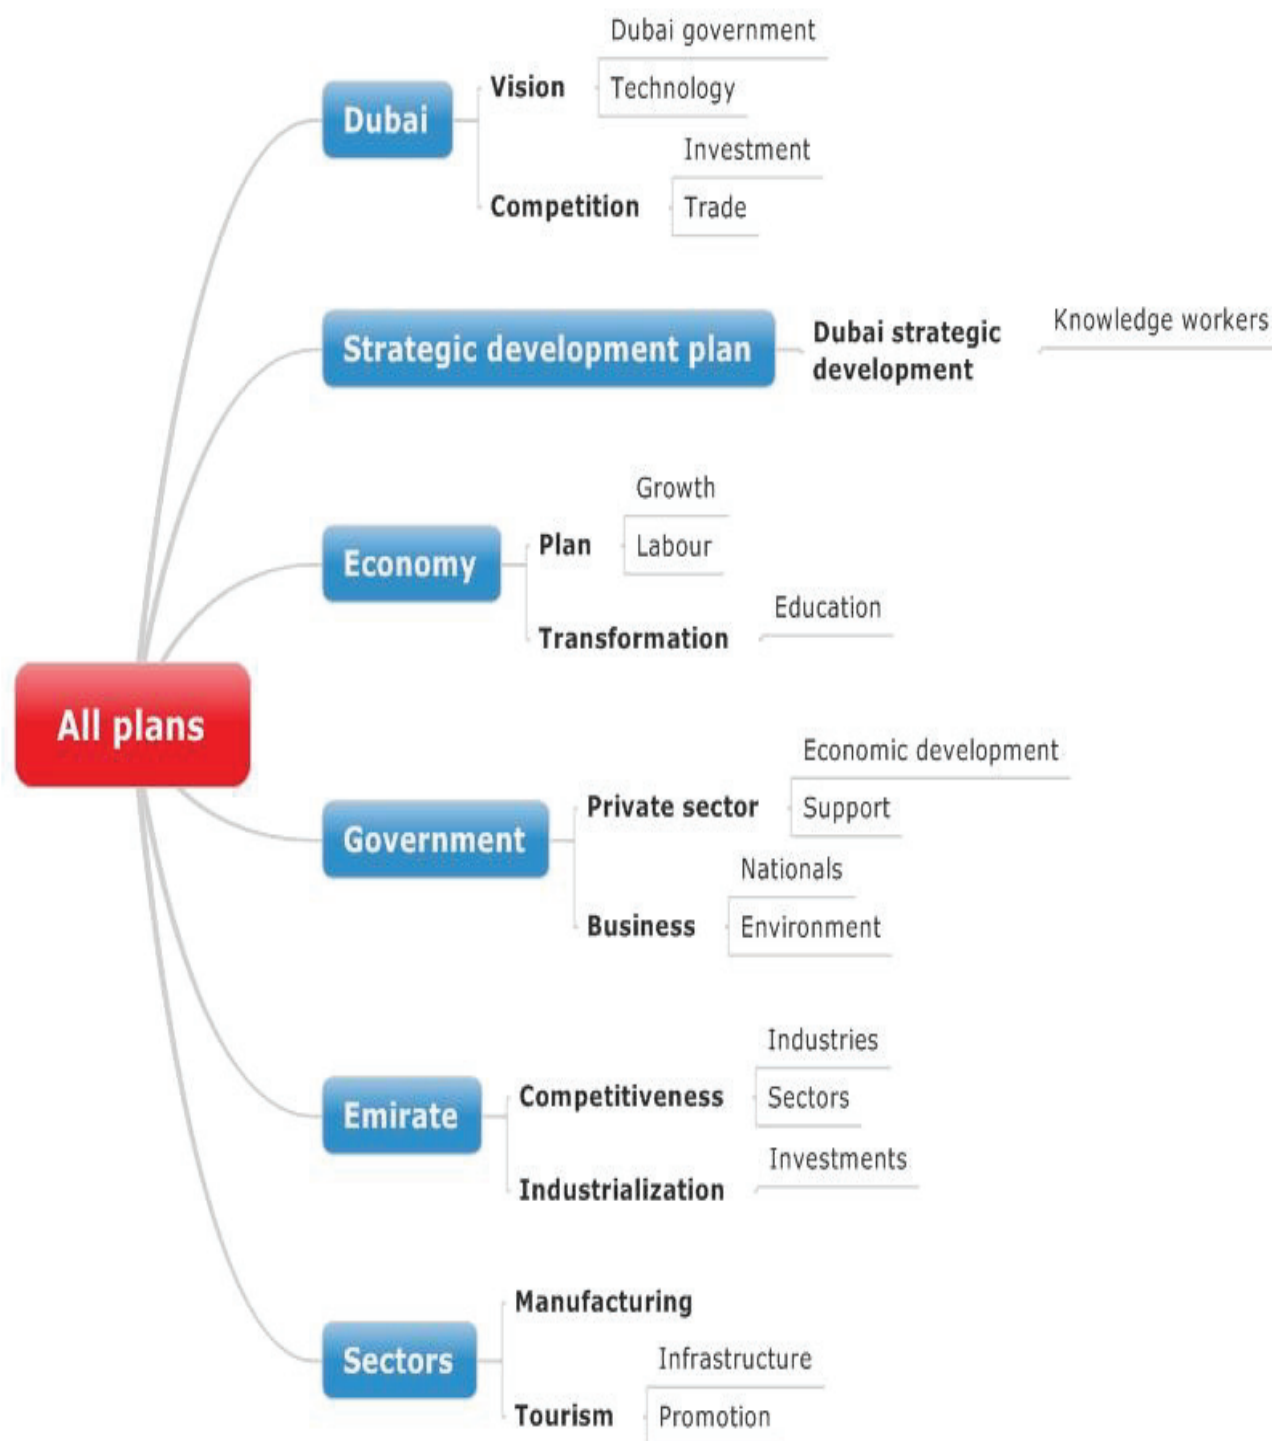 Dubai government
Vision
Technology
Dubai
Investment
Competition
Trade
Knowledge workers
Dubai strategic
Strategic development plan
development
Growth
Plan
Labour
Economy
Education
Transformation
All plans
Economic development
Private sector
Support
Government
Nationals
Business
Environment
Industries
Competitiveness
Sectors
Emirate
Investments
Industrialization
Manufacturing
Sectors
Infrastructure
Tourism
Promotion